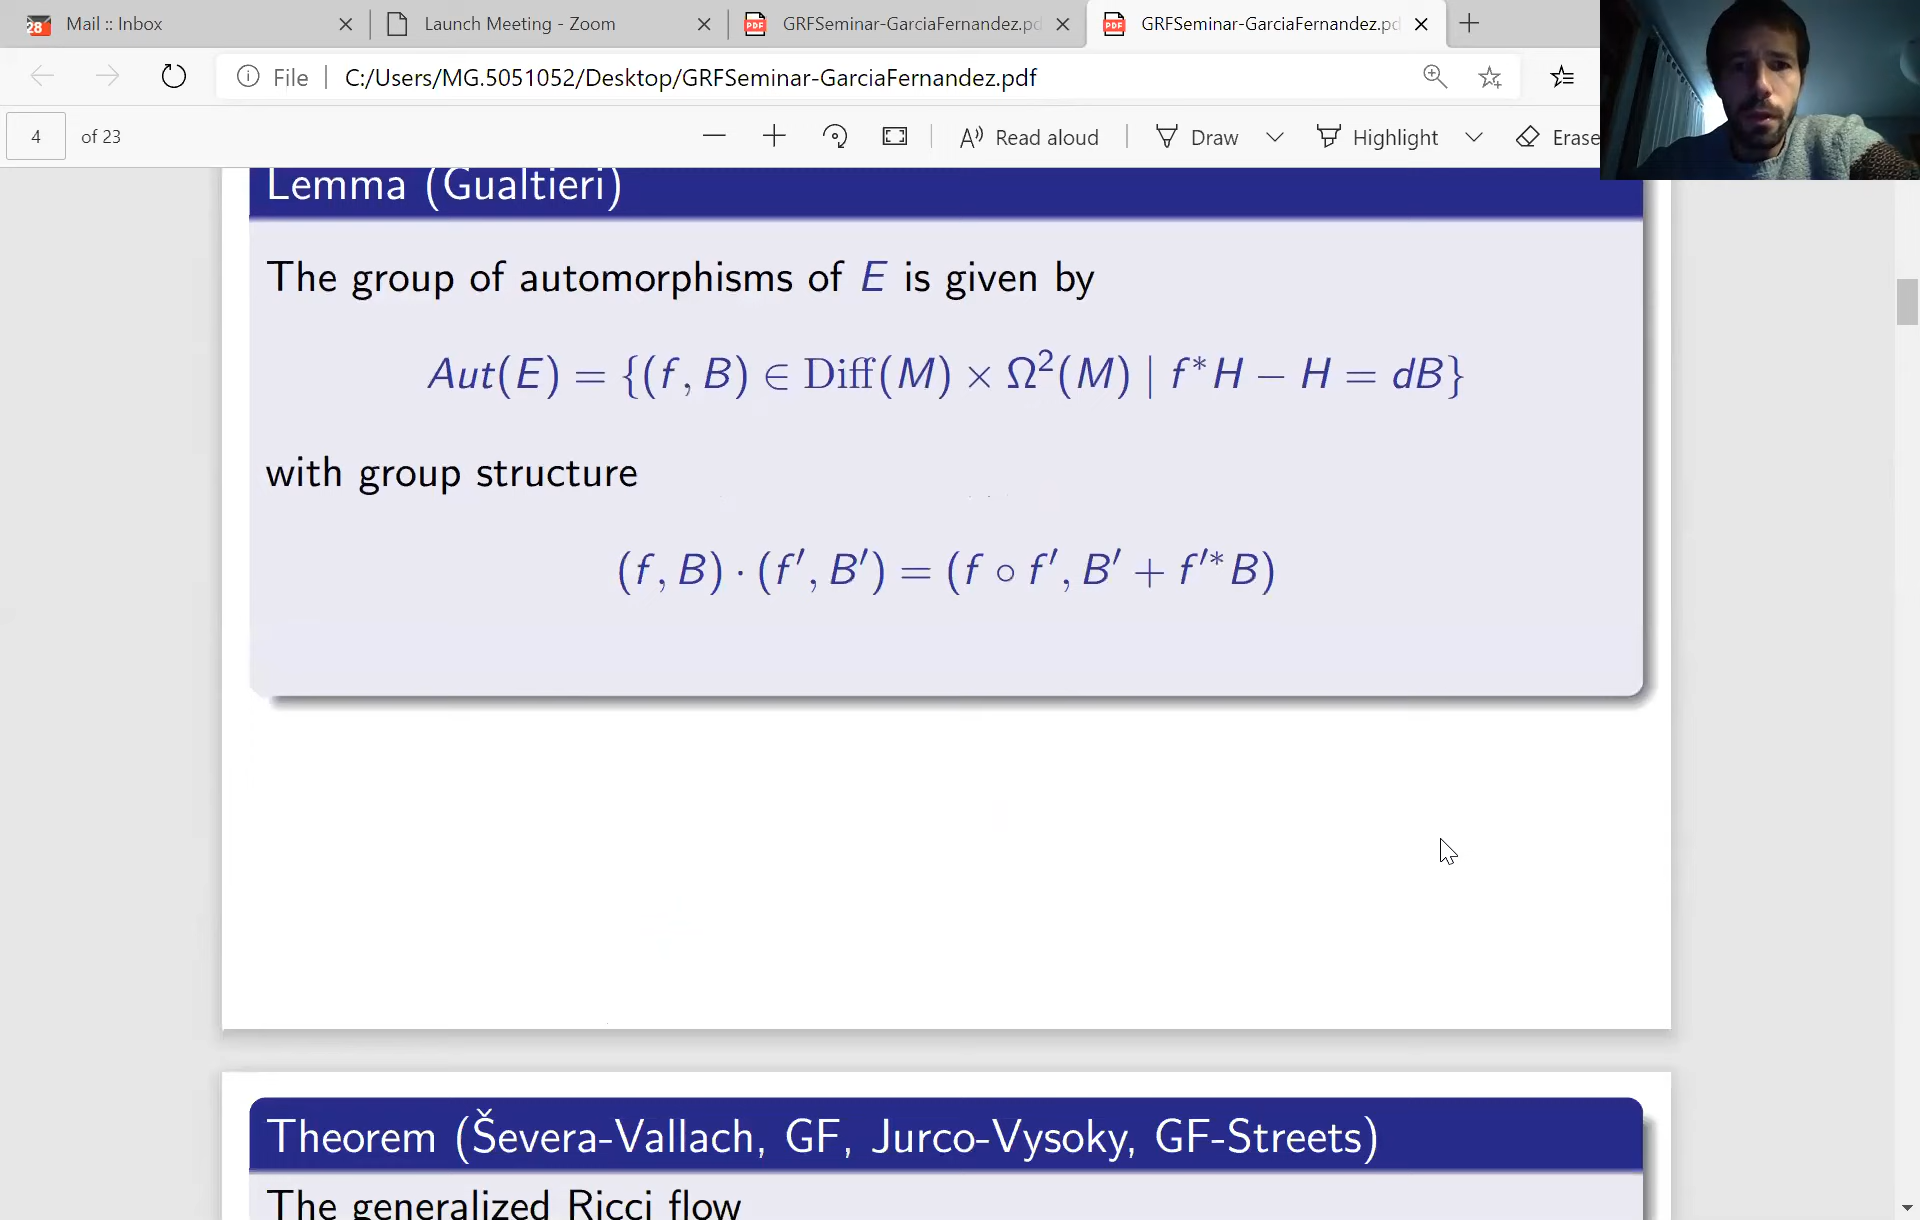 28 Mail :: Inbox
Launch Meeting - Zoom
GRFSeminar-GarciaFernandez.pd
GRFSeminar-GarciaFernandez.pd
File | C:/Users/MG.5051052/Desktop/GRFSeminar-GarciaFernandez.pdf
4 of 23
Read aloud
Draw
Highlight
Erase
Lemma (Gualtieri)
The group of automorphisms of E is given by
Aut(E) = {(f, B) ∈ Diff(M) × Ω²(M) | f*H − H = dB}
with group structure
(f, B) · (f′, B′) = (f ∘ f′, B′ + f′*B)
Theorem (Ševera-Vallach, GF, Jurco-Vysoky, GF-Streets)
The generalized Ricci flow